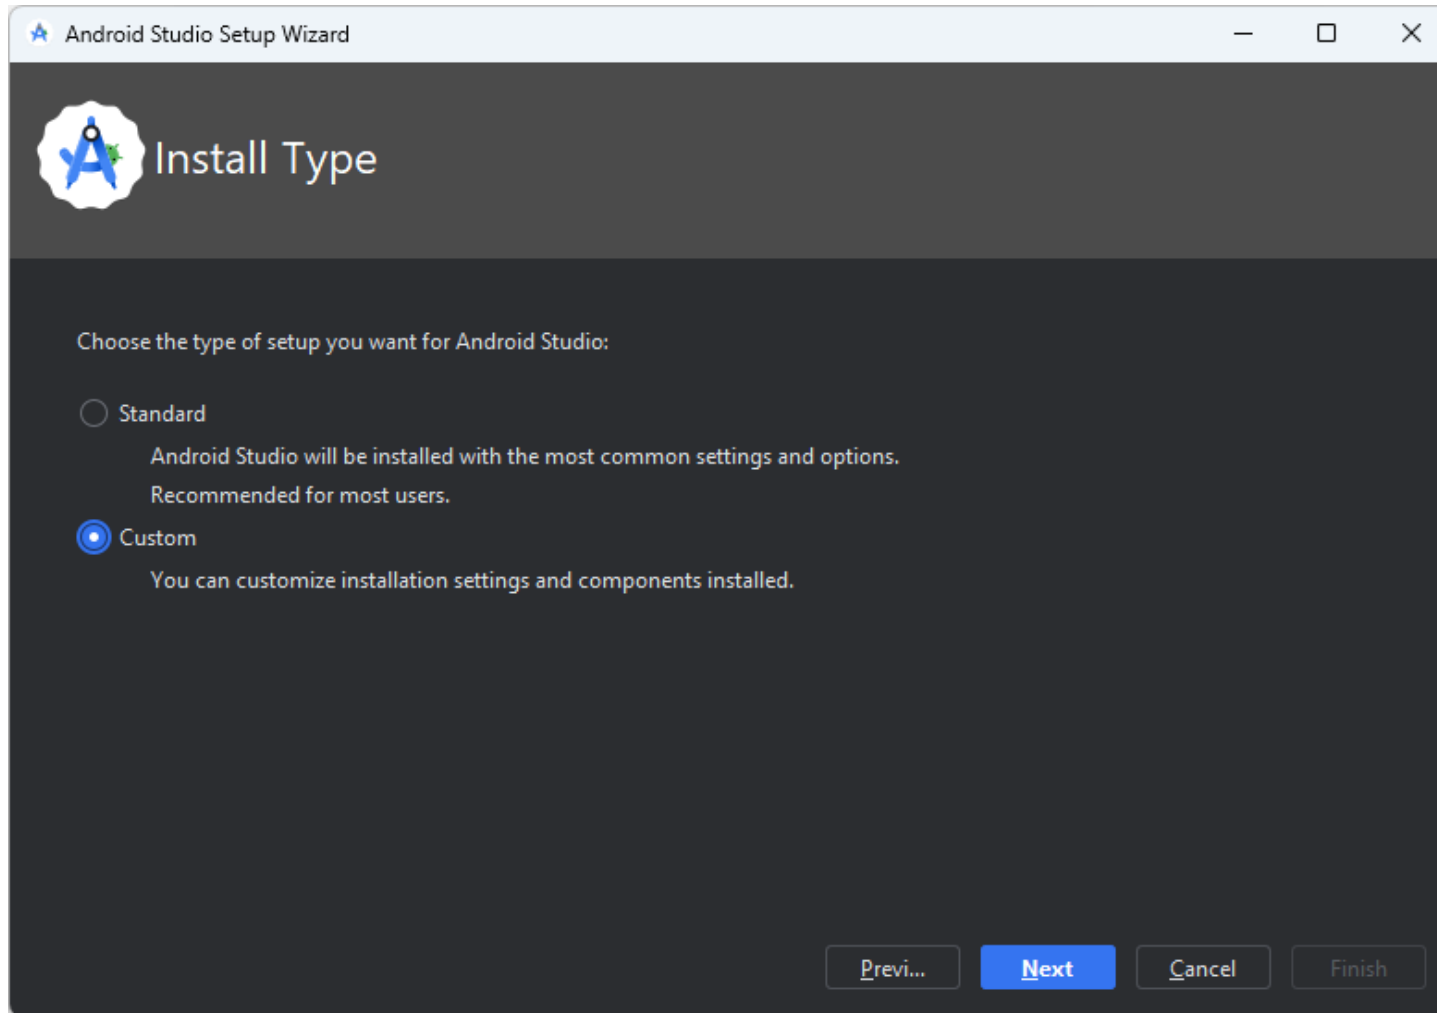 Android Studio Setup Wizard
Install Type
Choose the type of setup you want for Android Studio:
Standard
Android Studio will be installed with the most common settings and options.
Recommended for most users.
Custom
You can customize installation settings and components installed.
Previ... Next Cancel Finish